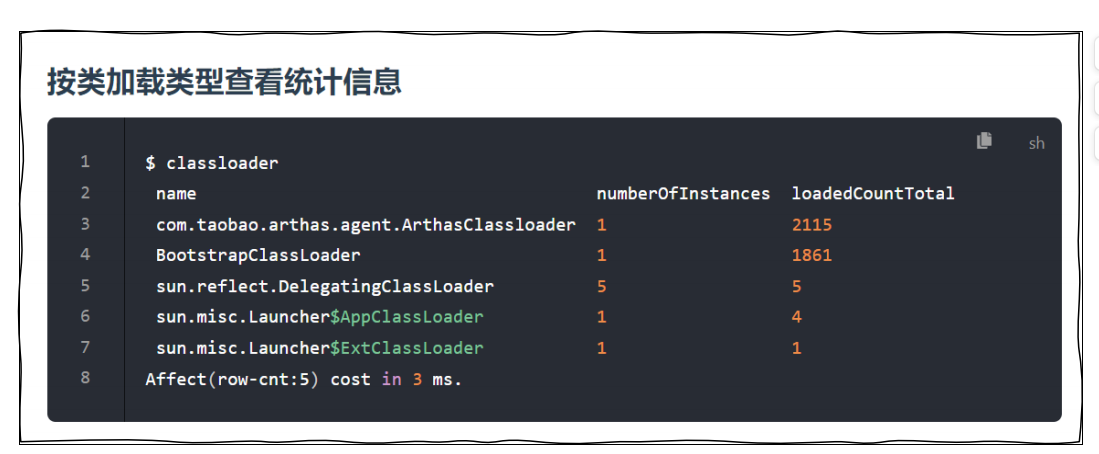 按类加载类型查看统计信息
sh
1 $ classloader
2 name numberOfInstances loadedCountTotal
3 com.taobao.arthas.agent.ArthasClassloader 1 2115
4 BootstrapClassLoader 1 1861
5 sun.reflect.DelegatingClassLoader 5 5
6 sun.misc.Launcher$AppClassLoader 1 4
7 sun.misc.Launcher$ExtClassLoader 1 1
8 Affect(row-cnt:5) cost in 3 ms.